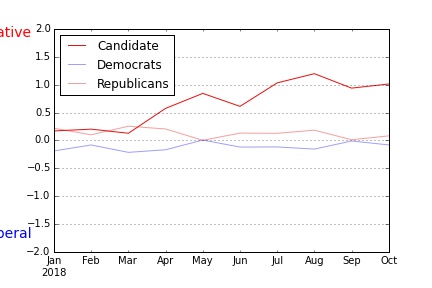 ative
Candidate
Democrats
Republicans
2.0
1.5
1.0
0.5
0.0
−0.5
−1.0
−1.5
−2.0
peral
Jan Feb Mar Apr May Jun Jul Aug Sep Oct
2018